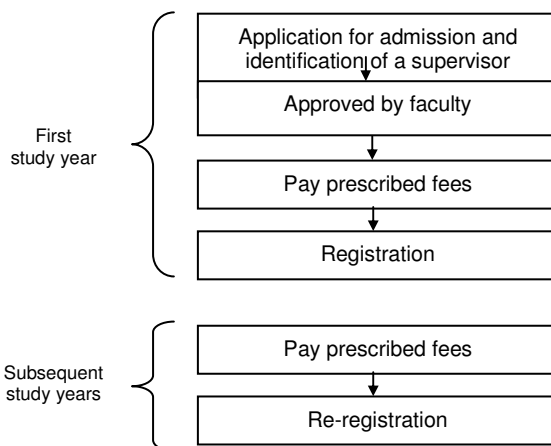 Application for admission and
identification of a supervisor
Approved by faculty
First
study year
Pay prescribed fees
Registration
Pay prescribed fees
Subsequent
study years
Re-registration